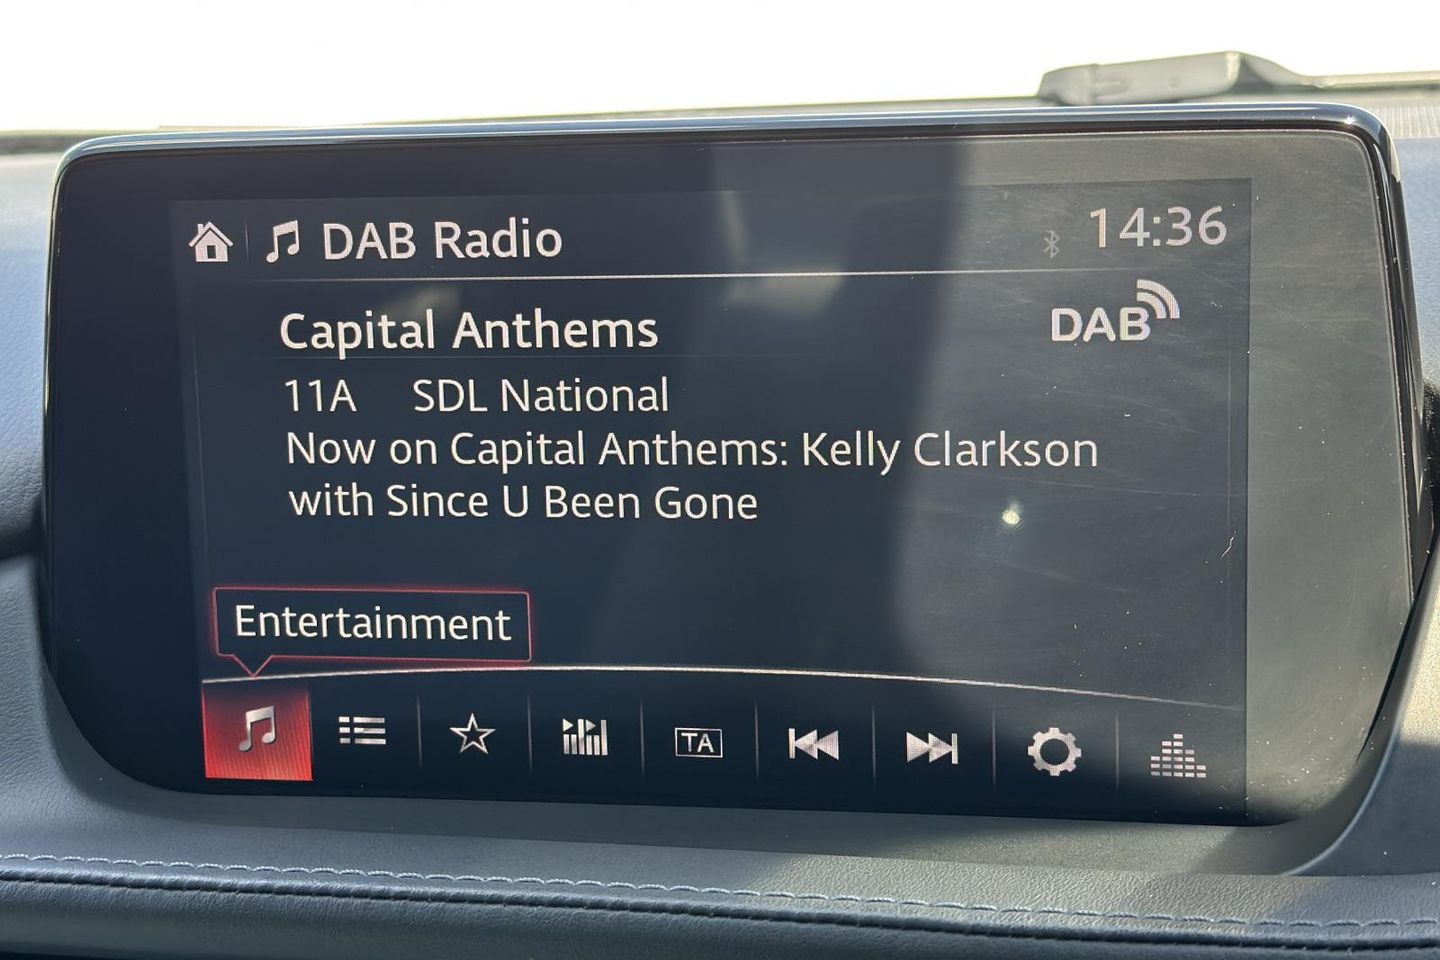 DAB Radio
14:36
Capital Anthems
DAB
11A SDL National
Now on Capital Anthems: Kelly Clarkson
with Since U Been Gone
Entertainment
TA